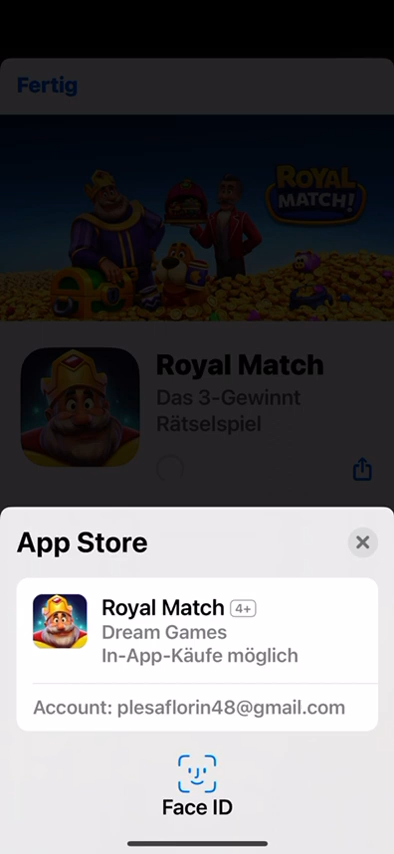 Fertig
ROYAL
MATCH!
Royal Match
Das 3-Gewinnt
Rätselspiel
App Store
Royal Match 4+
Dream Games
In-App-Käufe möglich
Account: plesaflorin48@gmail.com
Face ID